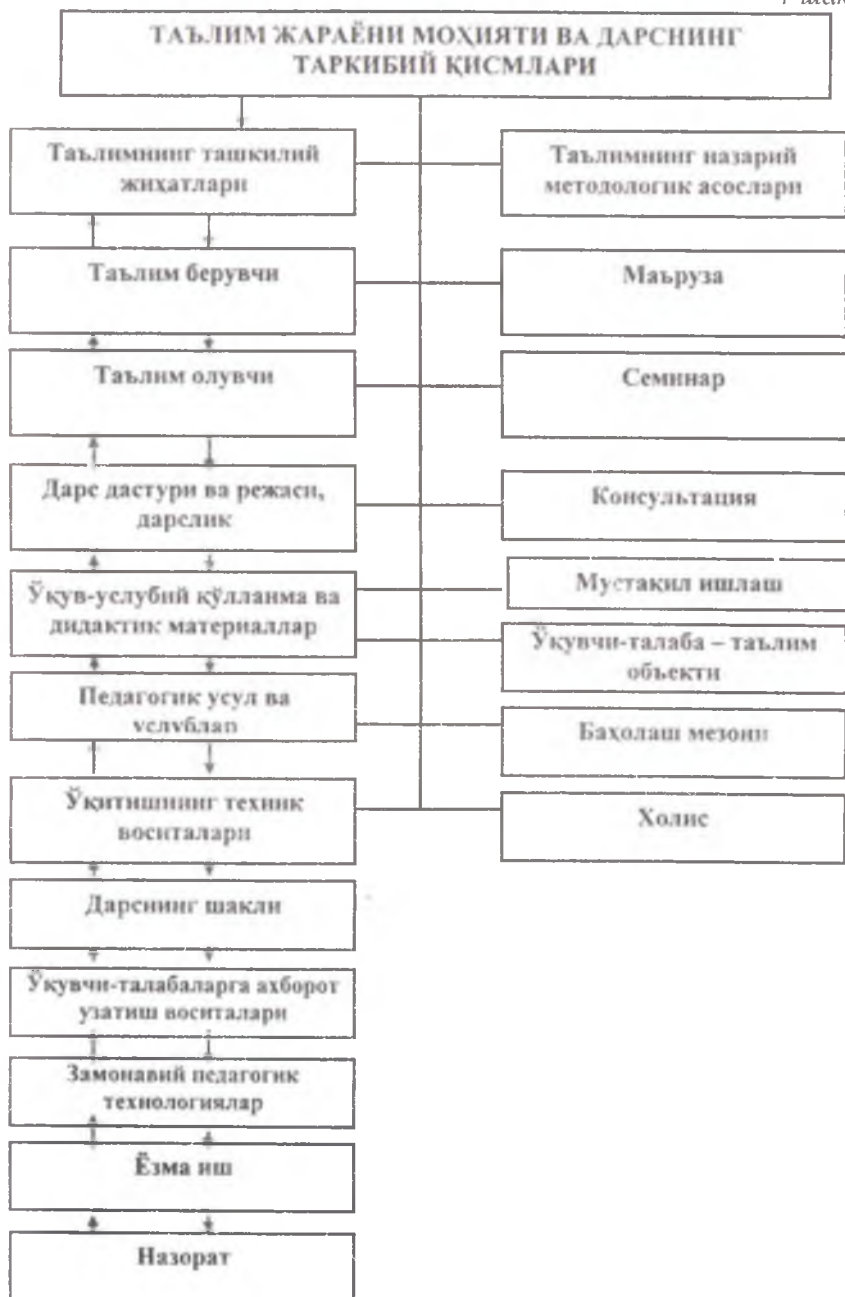 ТАЪЛИМ ЖАРАЁНИ МОҲИЯТИ ВА ДАРСНИНГ
ТАРКИБИЙ ҚИСМЛАРИ
Таълимнинг ташкилий
жиҳатлари
Таълимнинг назарий
методологик асослари
Таълим берувчи
Маъруза
Таълим олувчи
Семинар
Дарс дастури ва режаси,
дарслик
Консультация
Ўқув-услубий қўлланма ва
дидактик материаллар
Мустақил ишлаш
Ўқувчи-талаба – таълим
объекти
Педагогик усул ва
услублар
Баҳолаш мезони
Ўқитишнинг техник
воситалари
Холис
Дарснинг шакли
Ўқувчи-талабаларга ахборот
узатиш воситалари
Замонавий педагогик
технологиялар
Ёзма иш
Назорат